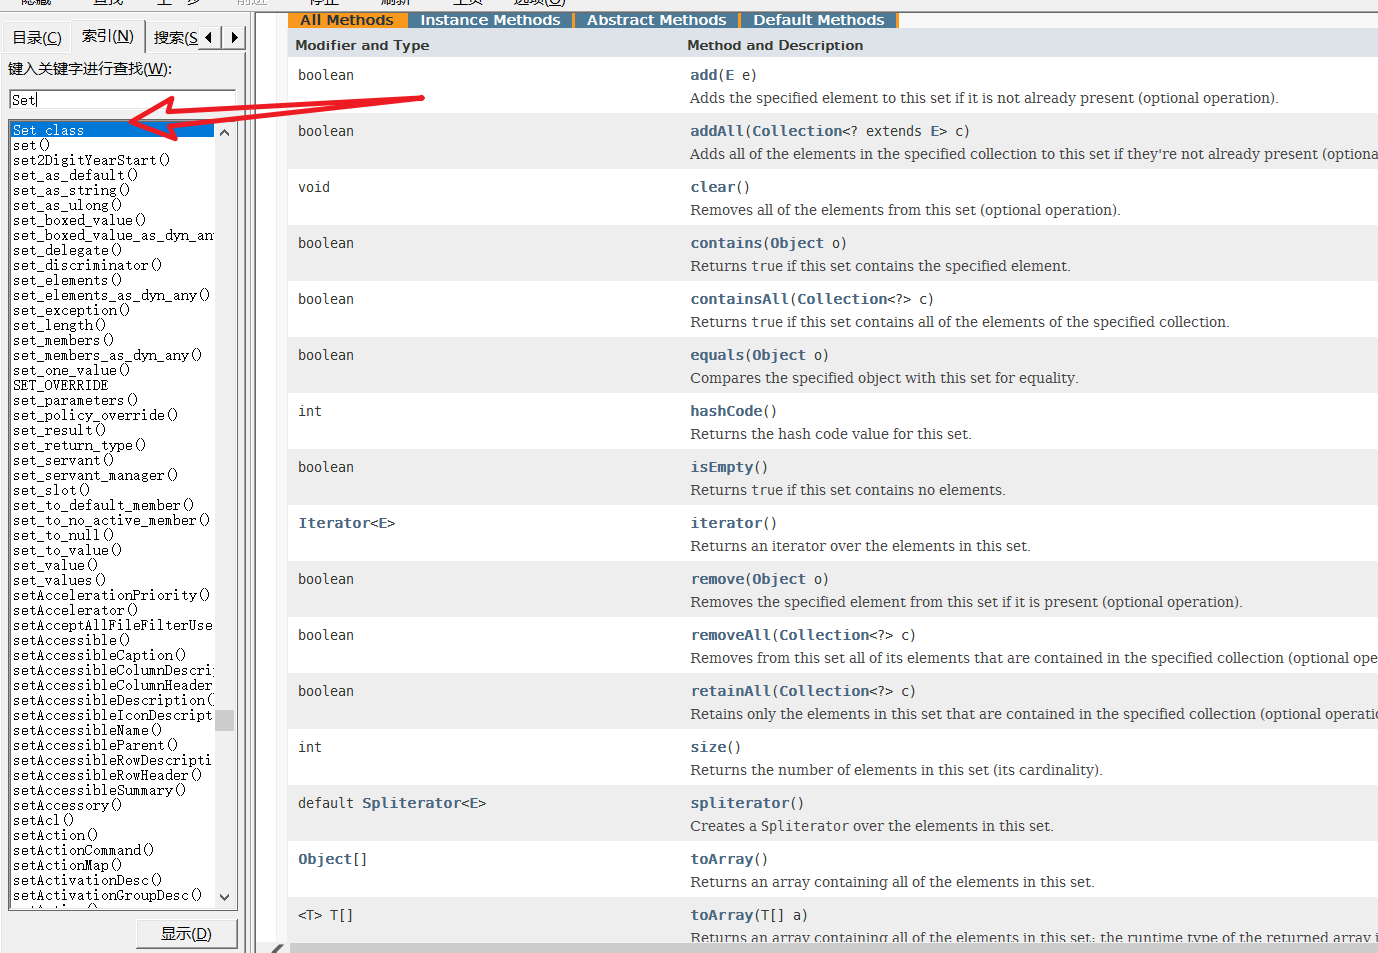 选项(O)
目录(C) 索引(N) 搜索(S
键入关键字进行查找(W):
Set
Set class
set()
set2DigitYearStart()
set_as_default()
set_as_string()
set_as_ulong()
set_boxed_value()
set_boxed_value_as_dyn_an
set_delegate()
set_discriminator()
set_elements()
set_elements_as_dyn_any()
set_exception()
set_length()
set_members()
set_members_as_dyn_any()
set_one_value()
SET_OVERRIDE
set_parameters()
set_policy_override()
set_result()
set_return_type()
set_servant()
set_servant_manager()
set_slot()
set_to_default_member()
set_to_no_active_member()
set_to_null()
set_to_value()
set_value()
set_values()
setAccelerationPriority()
setAccelerator()
setAcceptAllFileFilterUse
setAccessible()
setAccessibleCaption()
setAccessibleColumnDescri
setAccessibleColumnHeader
setAccessibleDescription(
setAccessibleIconDescript
setAccessibleName()
setAccessibleParent()
setAccessibleRowDescripti
setAccessibleRowHeader()
setAccessibleSummary()
setAccessory()
setAcl()
setAction()
setActionCommand()
setActionMap()
setActivationDesc()
setActivationGroupDesc()
显示(D)
All Methods Instance Methods Abstract Methods Default Methods
Modifier and Type Method and Description
boolean add(E e)
Adds the specified element to this set if it is not already present (optional operation).
boolean addAll(Collection<? extends E> c)
Adds all of the elements in the specified collection to this set if they're not already present (optiona
void clear()
Removes all of the elements from this set (optional operation).
boolean contains(Object o)
Returns true if this set contains the specified element.
boolean containsAll(Collection<?> c)
Returns true if this set contains all of the elements of the specified collection.
boolean equals(Object o)
Compares the specified object with this set for equality.
int hashCode()
Returns the hash code value for this set.
boolean isEmpty()
Returns true if this set contains no elements.
Iterator<E> iterator()
Returns an iterator over the elements in this set.
boolean remove(Object o)
Removes the specified element from this set if it is present (optional operation).
boolean removeAll(Collection<?> c)
Removes from this set all of its elements that are contained in the specified collection (optional ope
boolean retainAll(Collection<?> c)
Retains only the elements in this set that are contained in the specified collection (optional operati
int size()
Returns the number of elements in this set (its cardinality).
default Spliterator<E> spliterator()
Creates a Spliterator over the elements in this set.
Object[] toArray()
Returns an array containing all of the elements in this set.
<T> T[] toArray(T[] a)
Returns an array containing all of the elements in this set; the runtime type of the returned array i